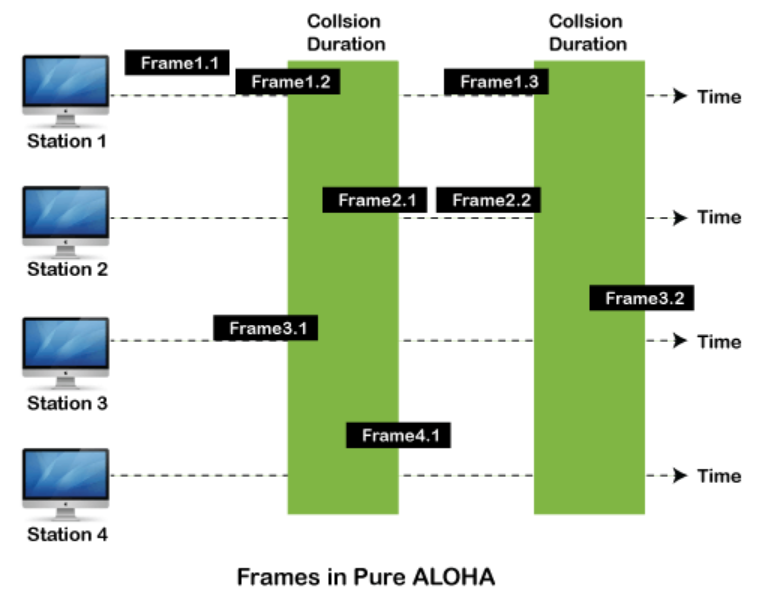 Collsion
Duration
Collsion
Duration
Frame1.1
Frame1.2
Frame1.3
Time
Station 1
Frame2.1
Frame2.2
Time
Station 2
Frame3.2
Frame3.1
Time
Station 3
Frame4.1
Time
Station 4
Frames in Pure ALOHA